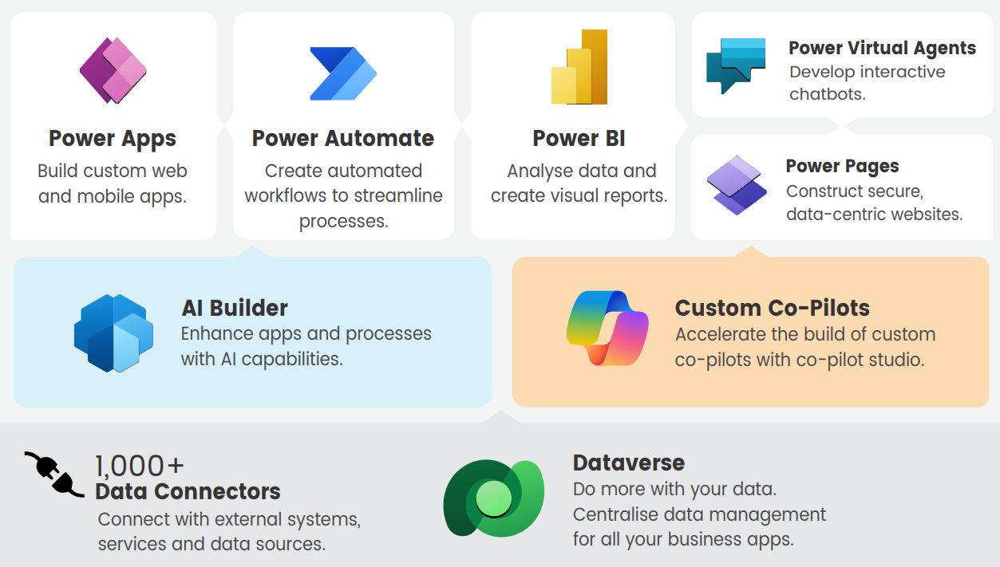 Power Apps
Build custom web
and mobile apps.
Power Automate
Create automated
workflows to streamline
processes.
Power BI
Analyse data and
create visual reports.
Power Virtual Agents
Develop interactive
chatbots.
Power Pages
Construct secure,
data-centric websites.
AI Builder
Enhance apps and processes
with AI capabilities.
Custom Co-Pilots
Accelerate the build of custom
co-pilots with co-pilot studio.
1,000+
Data Connectors
Connect with external systems,
services and data sources.
Dataverse
Do more with your data.
Centralise data management
for all your business apps.